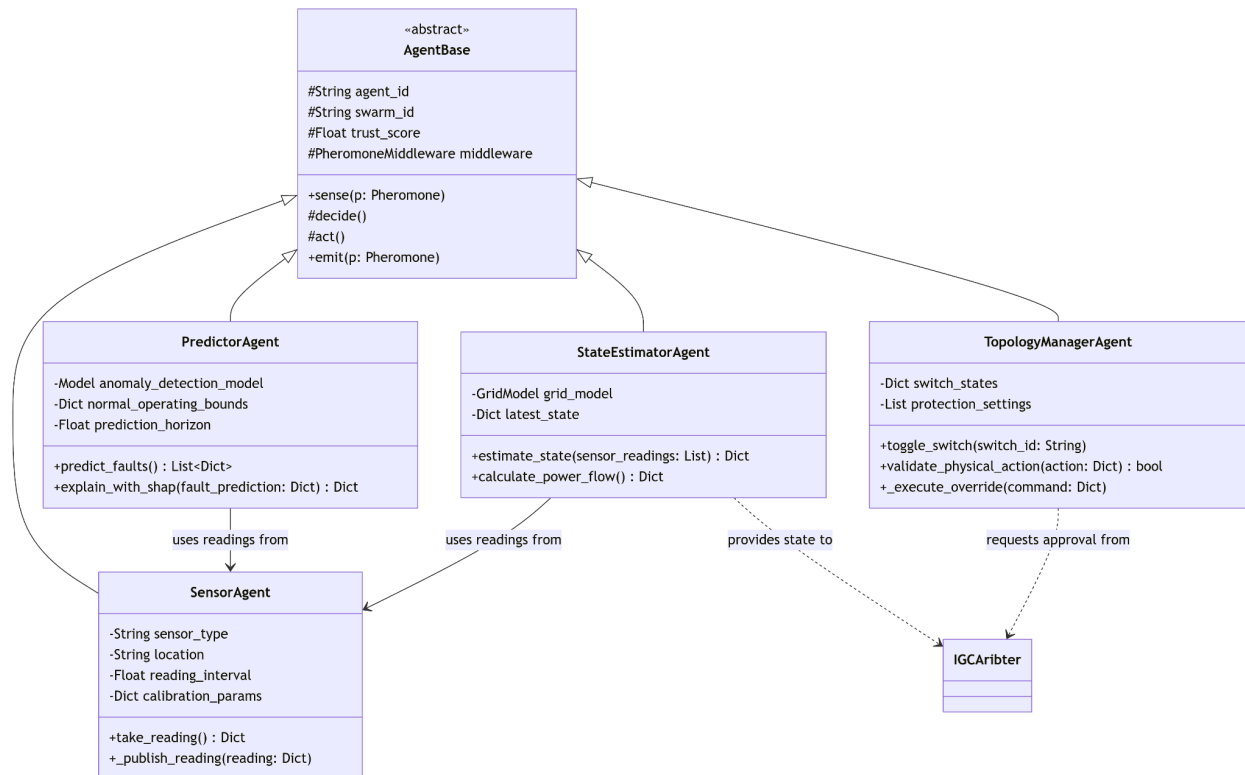 «abstract»
AgentBase
#String agent_id
#String swarm_id
#Float trust_score
#PheromoneMiddleware middleware
+sense(p: Pheromone)
#decide()
#act()
+emit(p: Pheromone)
PredictorAgent
-Model anomaly_detection_model
-Dict normal_operating_bounds
-Float prediction_horizon
+predict_faults() : List<Dict>
+explain_with_shap(fault_prediction: Dict) : Dict
StateEstimatorAgent
-GridModel grid_model
-Dict latest_state
+estimate_state(sensor_readings: List) : Dict
+calculate_power_flow() : Dict
TopologyManagerAgent
-Dict switch_states
-List protection_settings
+toggle_switch(switch_id: String)
+validate_physical_action(action: Dict) : bool
+_execute_override(command: Dict)
uses readings from
uses readings from
provides state to
requests approval from
SensorAgent
-String sensor_type
-String location
-Float reading_interval
-Dict calibration_params
+take_reading() : Dict
+_publish_reading(reading: Dict)
IGCAribter